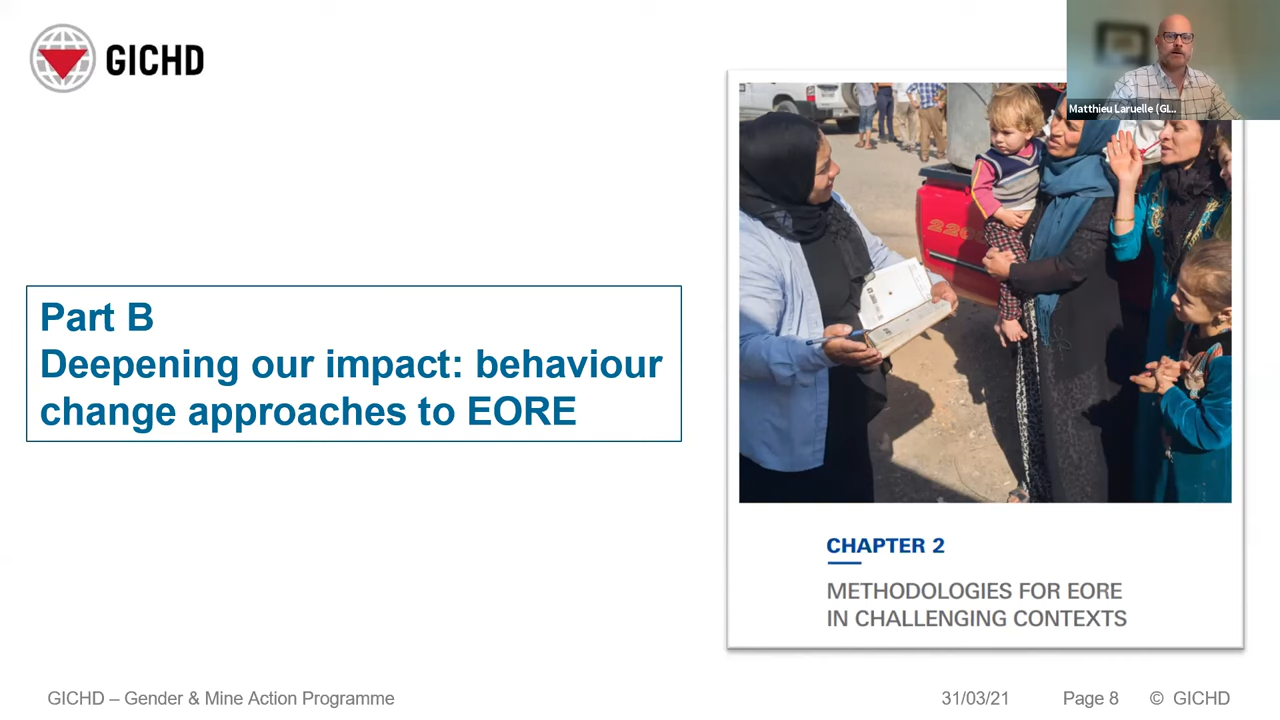 GICHD
Matthieu Laruelle (GI...
220
Part B
Deepening our impact: behaviour
change approaches to EORE
CHAPTER 2
METHODOLOGIES FOR EORE
IN CHALLENGING CONTEXTS
GICHD – Gender & Mine Action Programme
31/03/21
Page 8
© GICHD